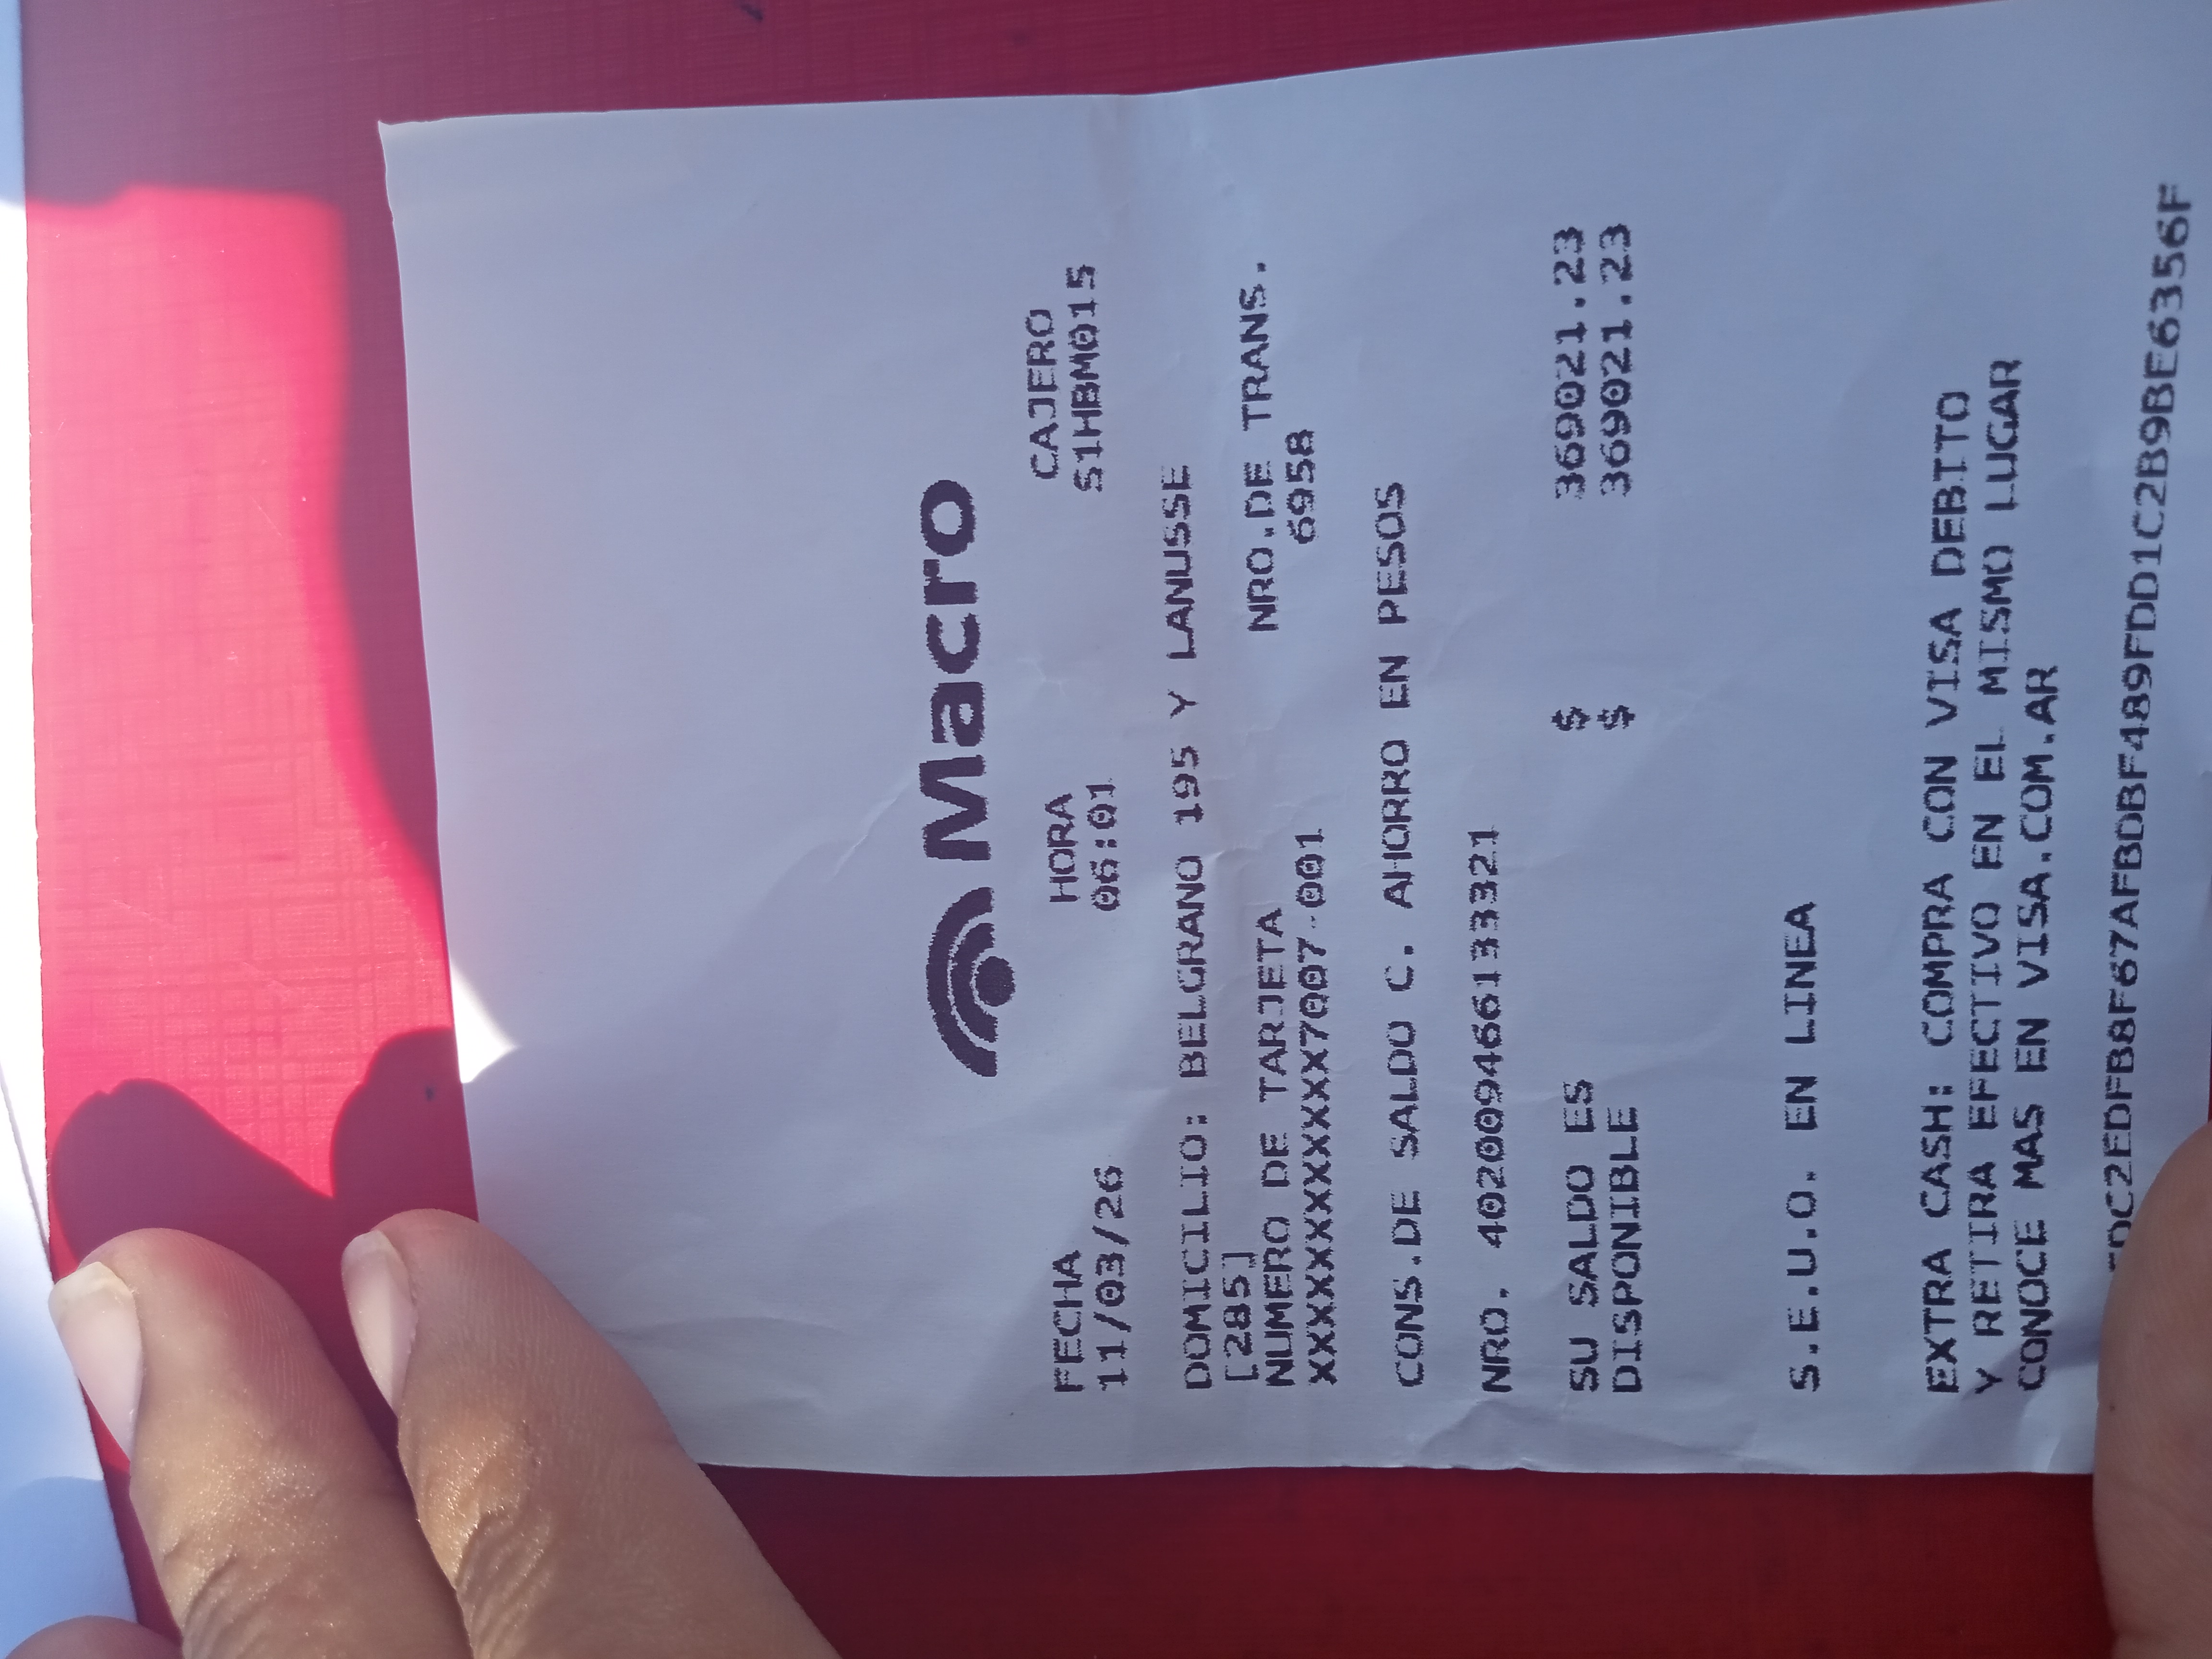 Macro
FECHA HORA CAJERO
11/03/26 06:01 S1HBM015
DOMICILIO: BELGRANO 195 Y LANUSSE
[285]
NUMERO DE TARJETA NRO.DE TRANS.
XXXXXXXXXXXXXXX7007-001 6958
CONS.DE SALDO C. AHORRO EN PESOS
NRO. 402009466133321
SU SALDO ES $ 369021.23
DISPONIBLE $ 369021.23
S.E.U.O. EN LINEA
EXTRA CASH: COMPRA CON VISA DEBITO
Y RETIRA EFECTIVO EN EL MISMO LUGAR
CONOCE MAS EN VISA.COM.AR